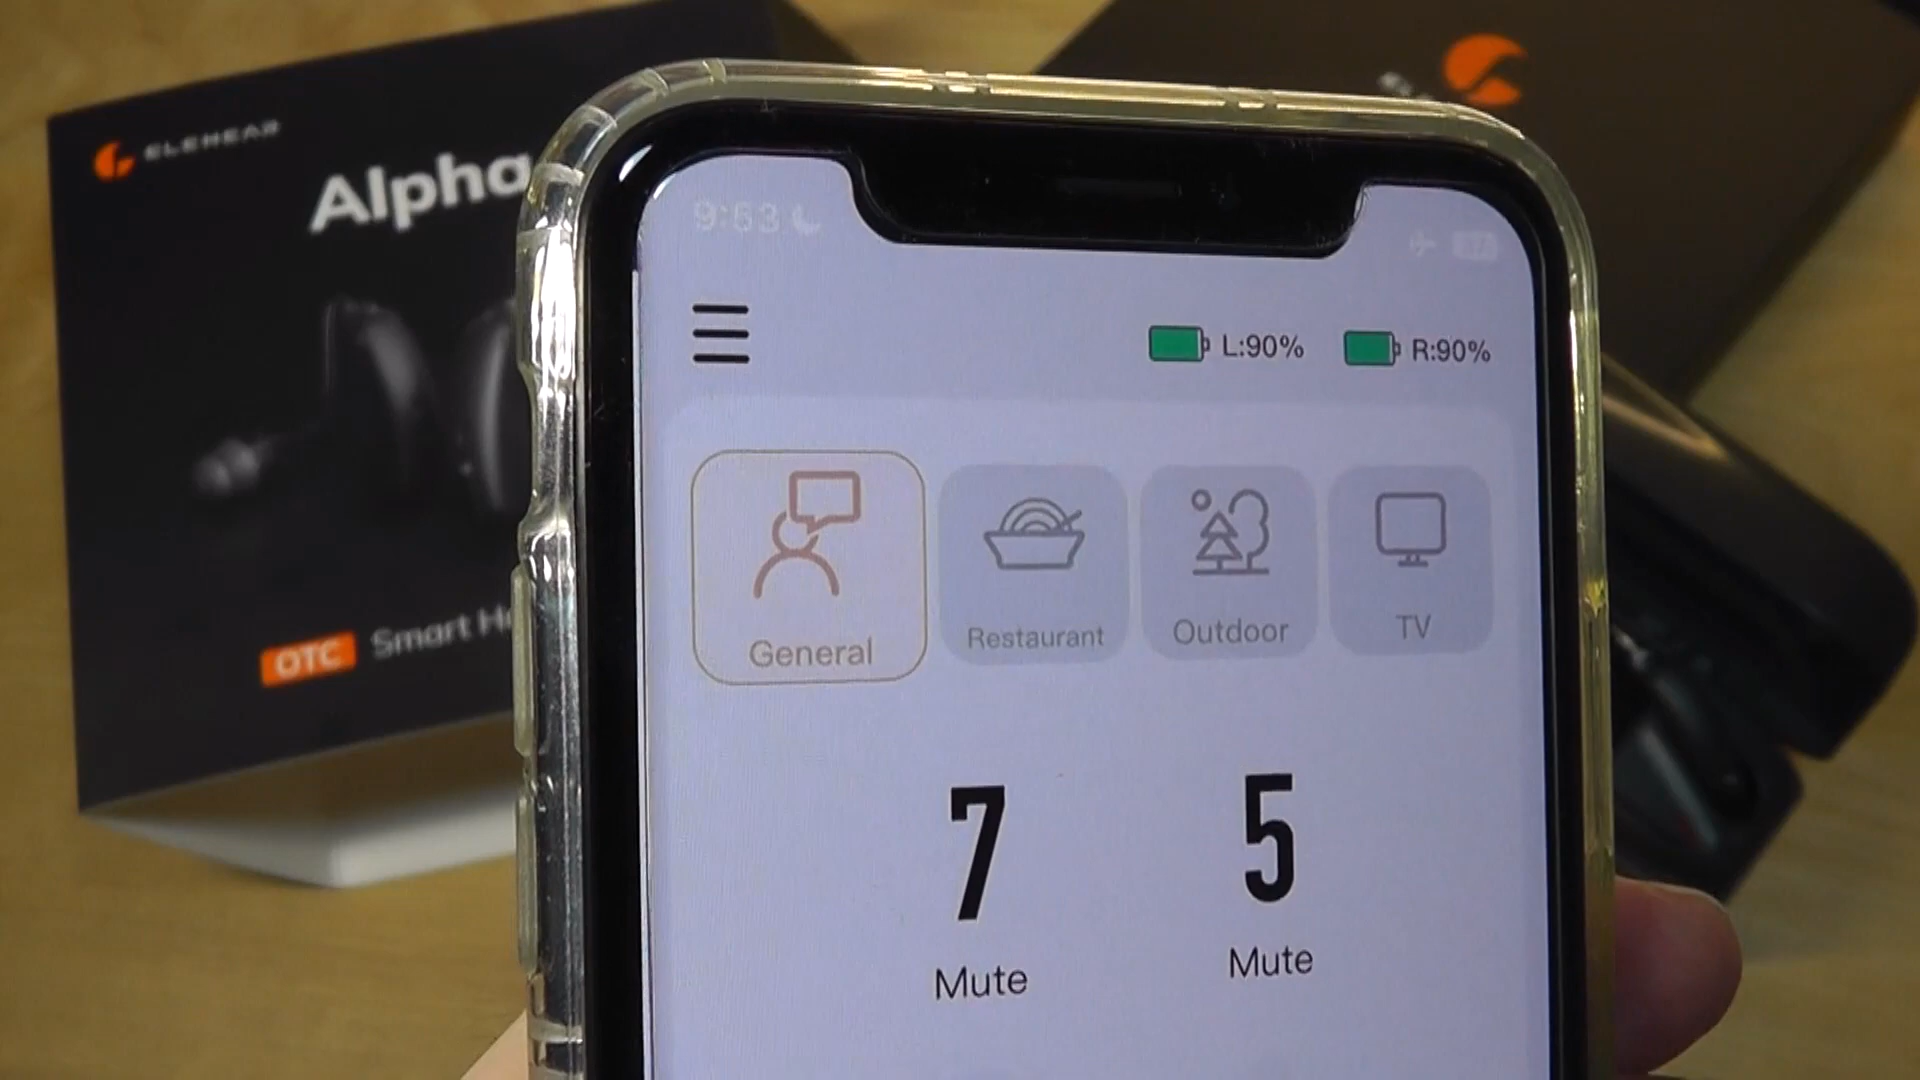 ELEHEAR
Alpha
OTC Smart
9:53
L:90% R:90%
General Restaurant Outdoor TV
7 5
Mute Mute